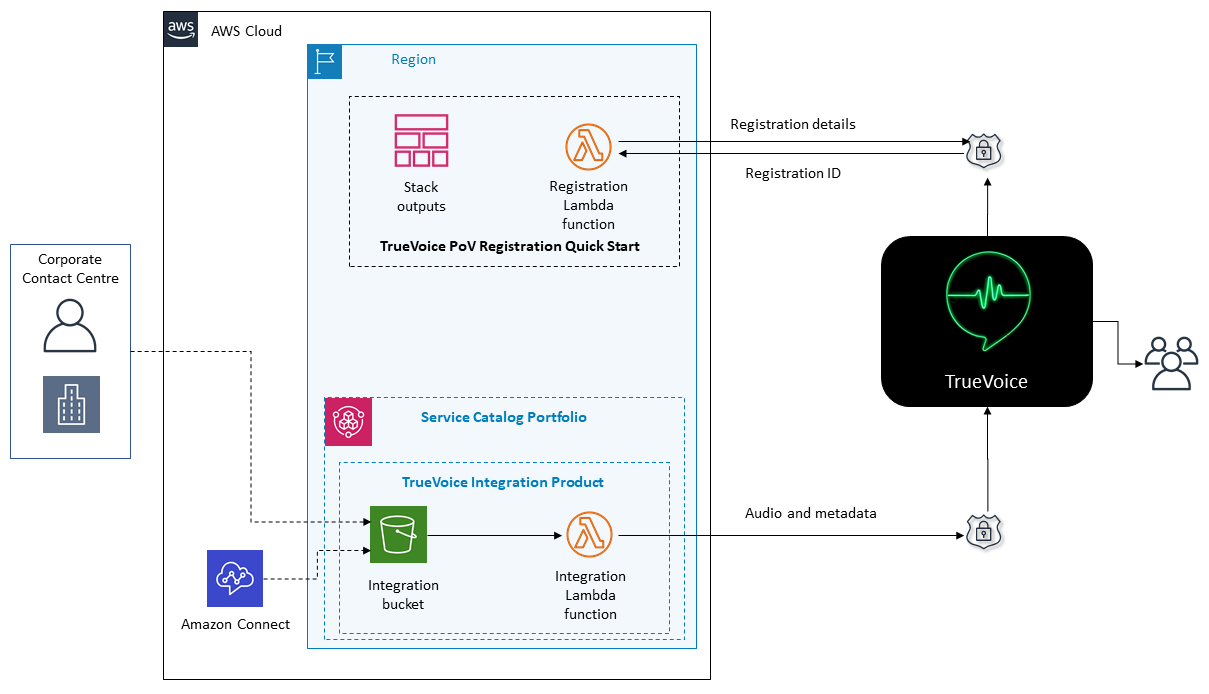 aws
AWS Cloud
Region
Registration details
Registration ID
Stack
outputs
Registration
Lambda
function
TrueVoice PoV Registration Quick Start
Corporate
Contact Centre
TrueVoice
Service Catalog Portfolio
TrueVoice Integration Product
Audio and metadata
Integration
bucket
Integration
Lambda
function
Amazon Connect